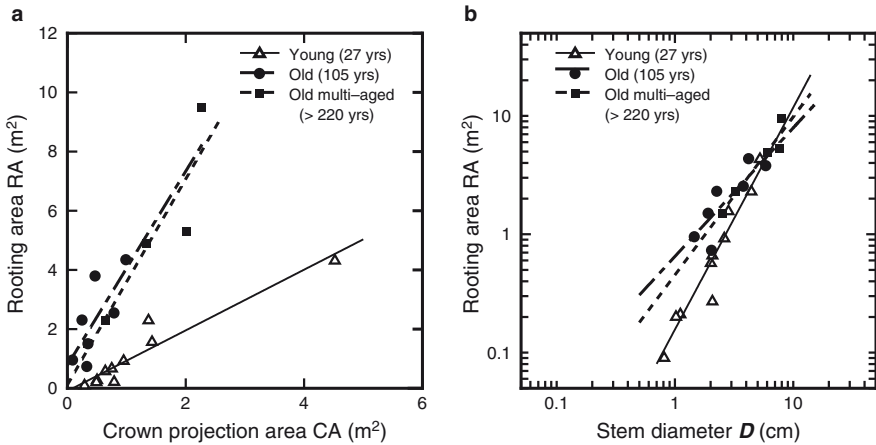 a
Rooting area RA (m²)
12
10
8
6
4
2
0
0
2
4
6
Crown projection area CA (m²)
Young (27 yrs)
Old (105 yrs)
Old multi–aged
(> 220 yrs)
b
Rooting area RA (m²)
10
1
0.1
0.1
1
10
Stem diameter D (cm)
Young (27 yrs)
Old (105 yrs)
Old multi–aged
(> 220 yrs)